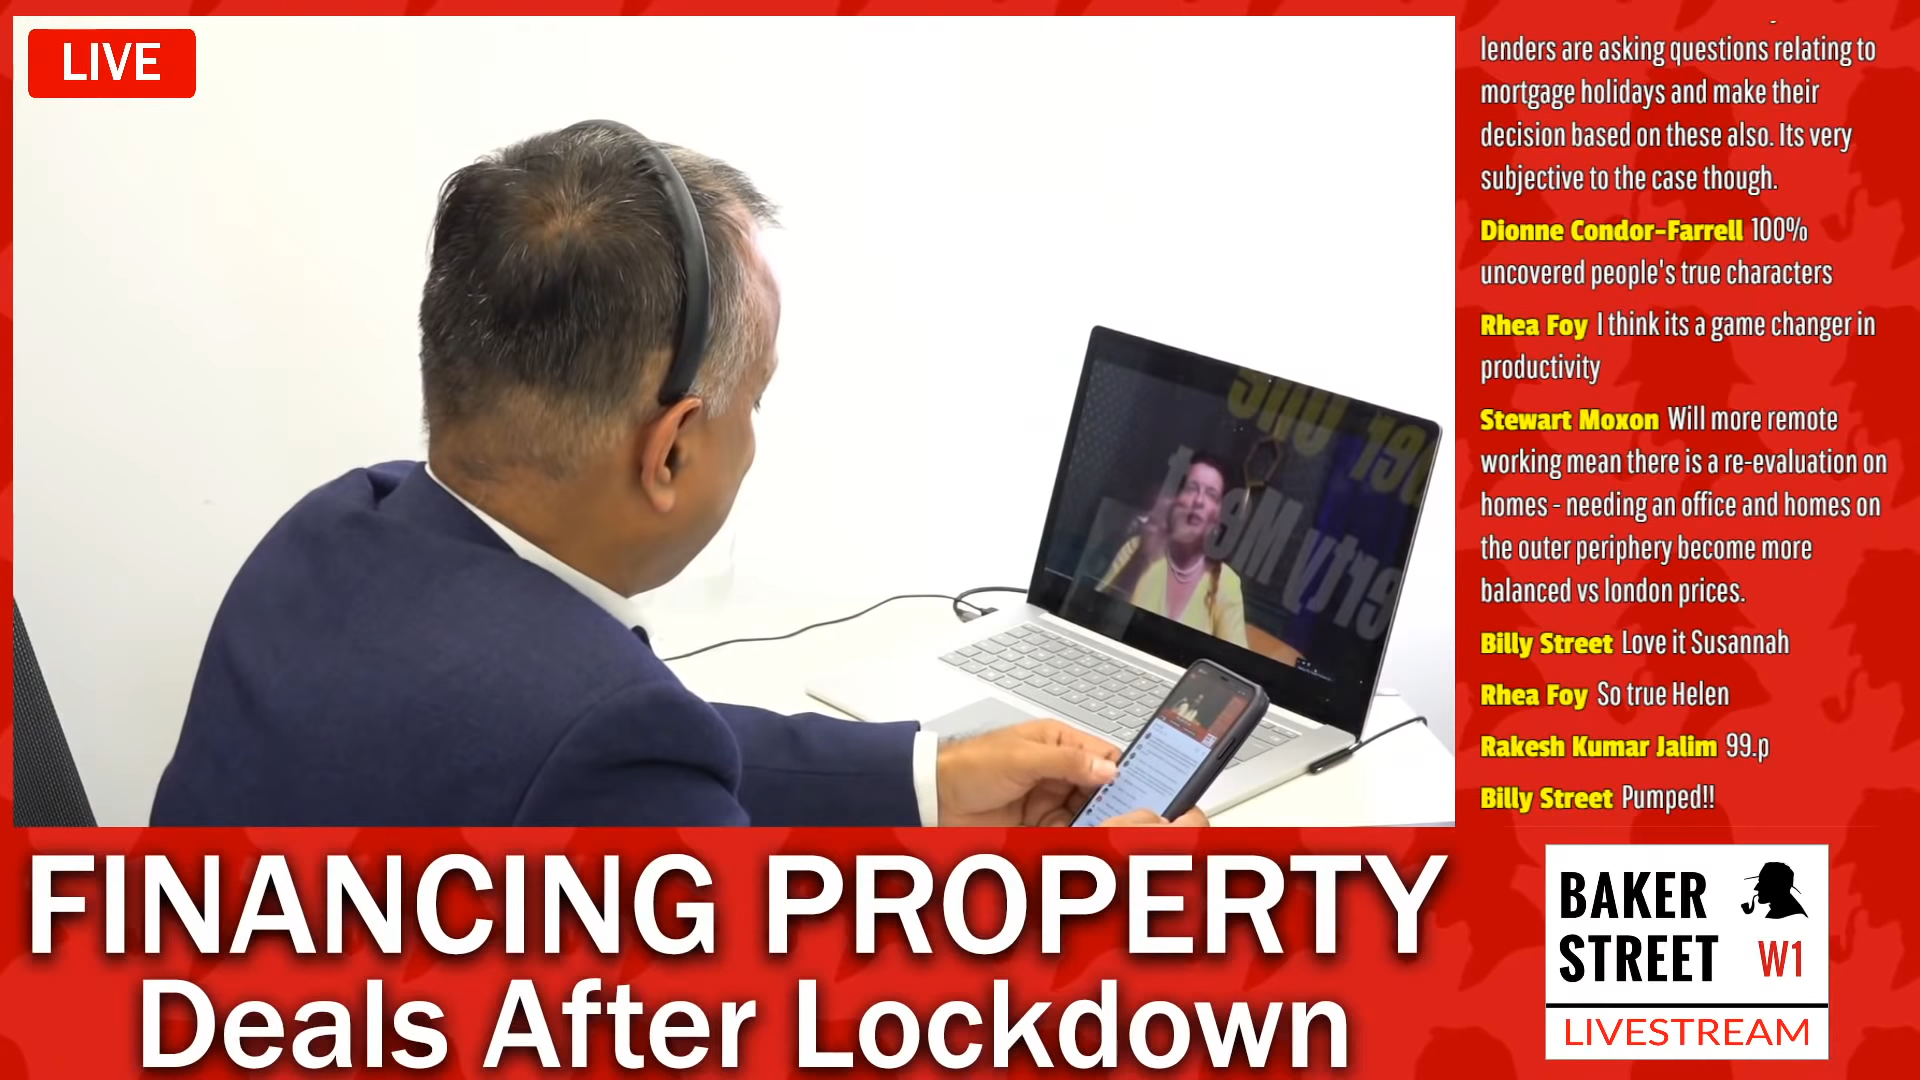 LIVE
lenders are asking questions relating to
mortgage holidays and make their
decision based on these also. Its very
subjective to the case though.
Dionne Condor-Farrell 100%
uncovered people's true characters
Rhea Foy I think its a game changer in
productivity
Stewart Moxon Will more remote
working mean there is a re-evaluation on
homes - needing an office and homes on
the outer periphery become more
balanced vs london prices.
Billy Street Love it Susannah
Rhea Foy So true Helen
Rakesh Kumar Jalim 99.p
Billy Street Pumped!!
FINANCING PROPERTY
Deals After Lockdown
BAKER
STREET W1
LIVESTREAM